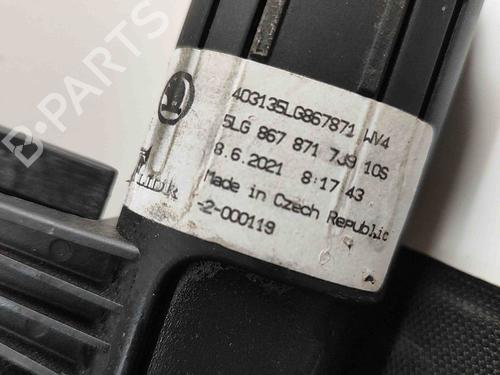 B-PARTS
403135LG867871 WV4
5LG 867 871 7J9 10S
8.6.2021 8:17 43
Made in Czech Republic
-2-000119